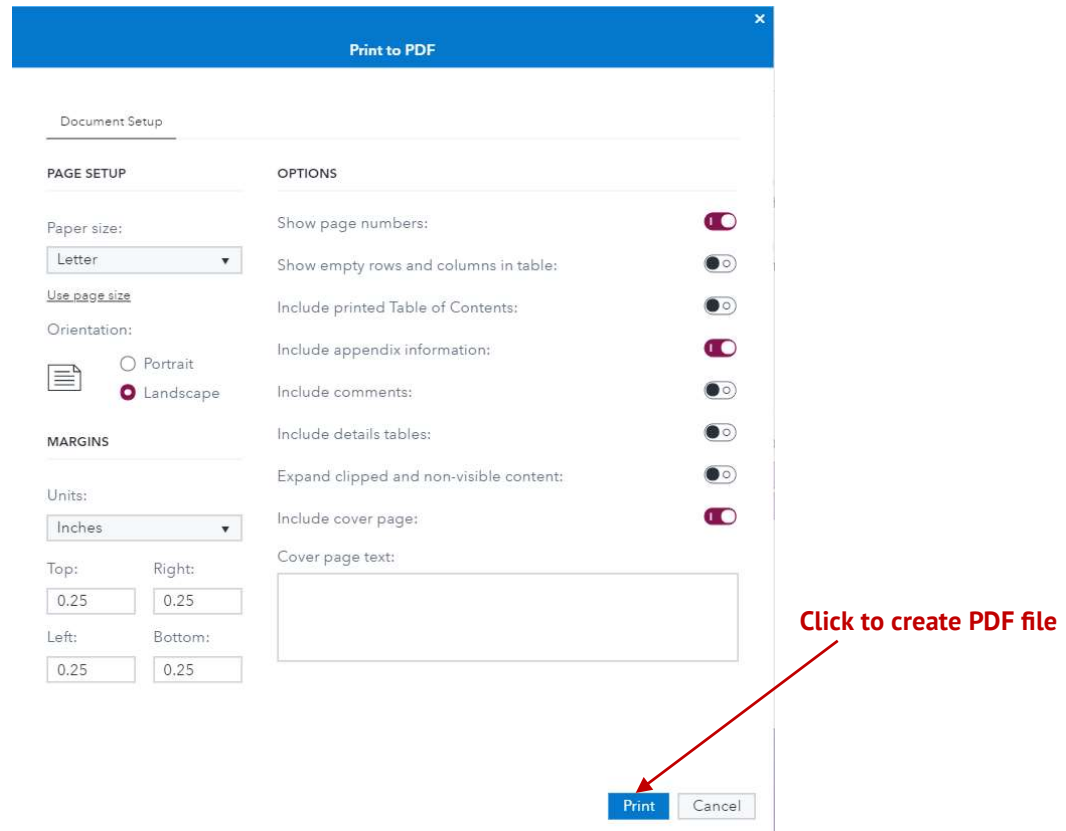 ×
Print to PDF
Document Setup
PAGE SETUP
Paper size:
Letter
Use page size
Orientation:
Portrait
Landscape
MARGINS
Units:
Inches
Top: Right:
0.25 0.25
Left: Bottom:
0.25 0.25
OPTIONS
Show page numbers:
Show empty rows and columns in table:
Include printed Table of Contents:
Include appendix information:
Include comments:
Include details tables:
Expand clipped and non-visible content:
Include cover page:
Cover page text:
Click to create PDF file
Print Cancel